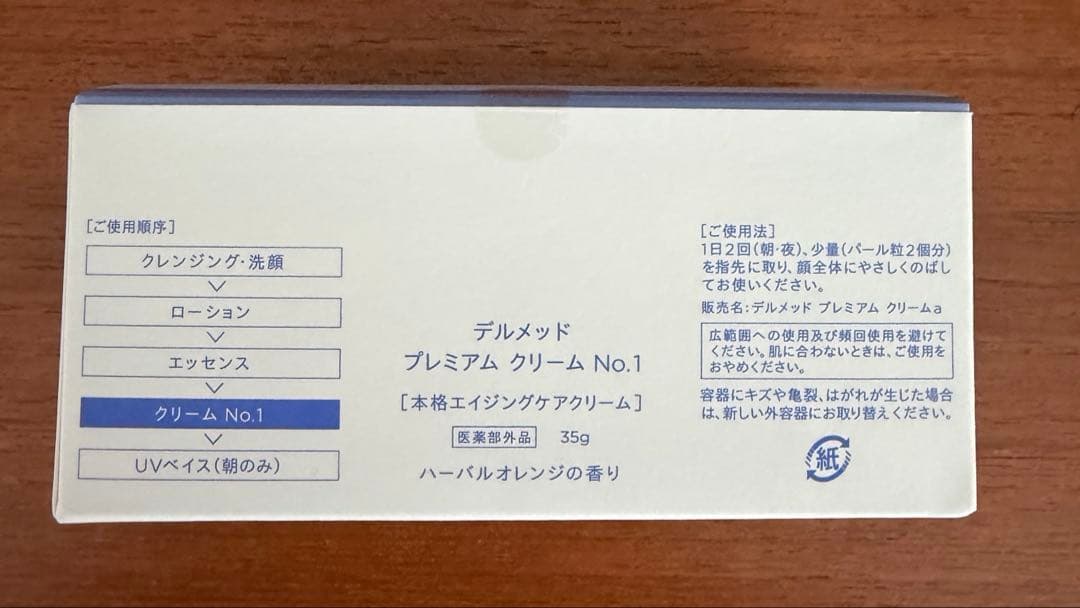 [ご使用順序]
クレンジング・洗顔
ローション
エッセンス
クリーム No.1
UVベイス(朝のみ)
デルメッド
プレミアム クリーム No.1
[本格エイジングケアクリーム]
医薬部外品 35g
ハーバルオレンジの香り
[ご使用法]
1日2回(朝・夜)、少量(パール粒2個分)
を指先に取り、顔全体にやさしくのばし
てお使いください。
販売名:デルメッド プレミアム クリームa
広範囲への使用及び頻回使用を避けて
ください。肌に合わないときは、ご使用を
おやめください。
容器にキズや亀裂、はがれが生じた場合
は、新しい外容器にお取り替えください。
紙